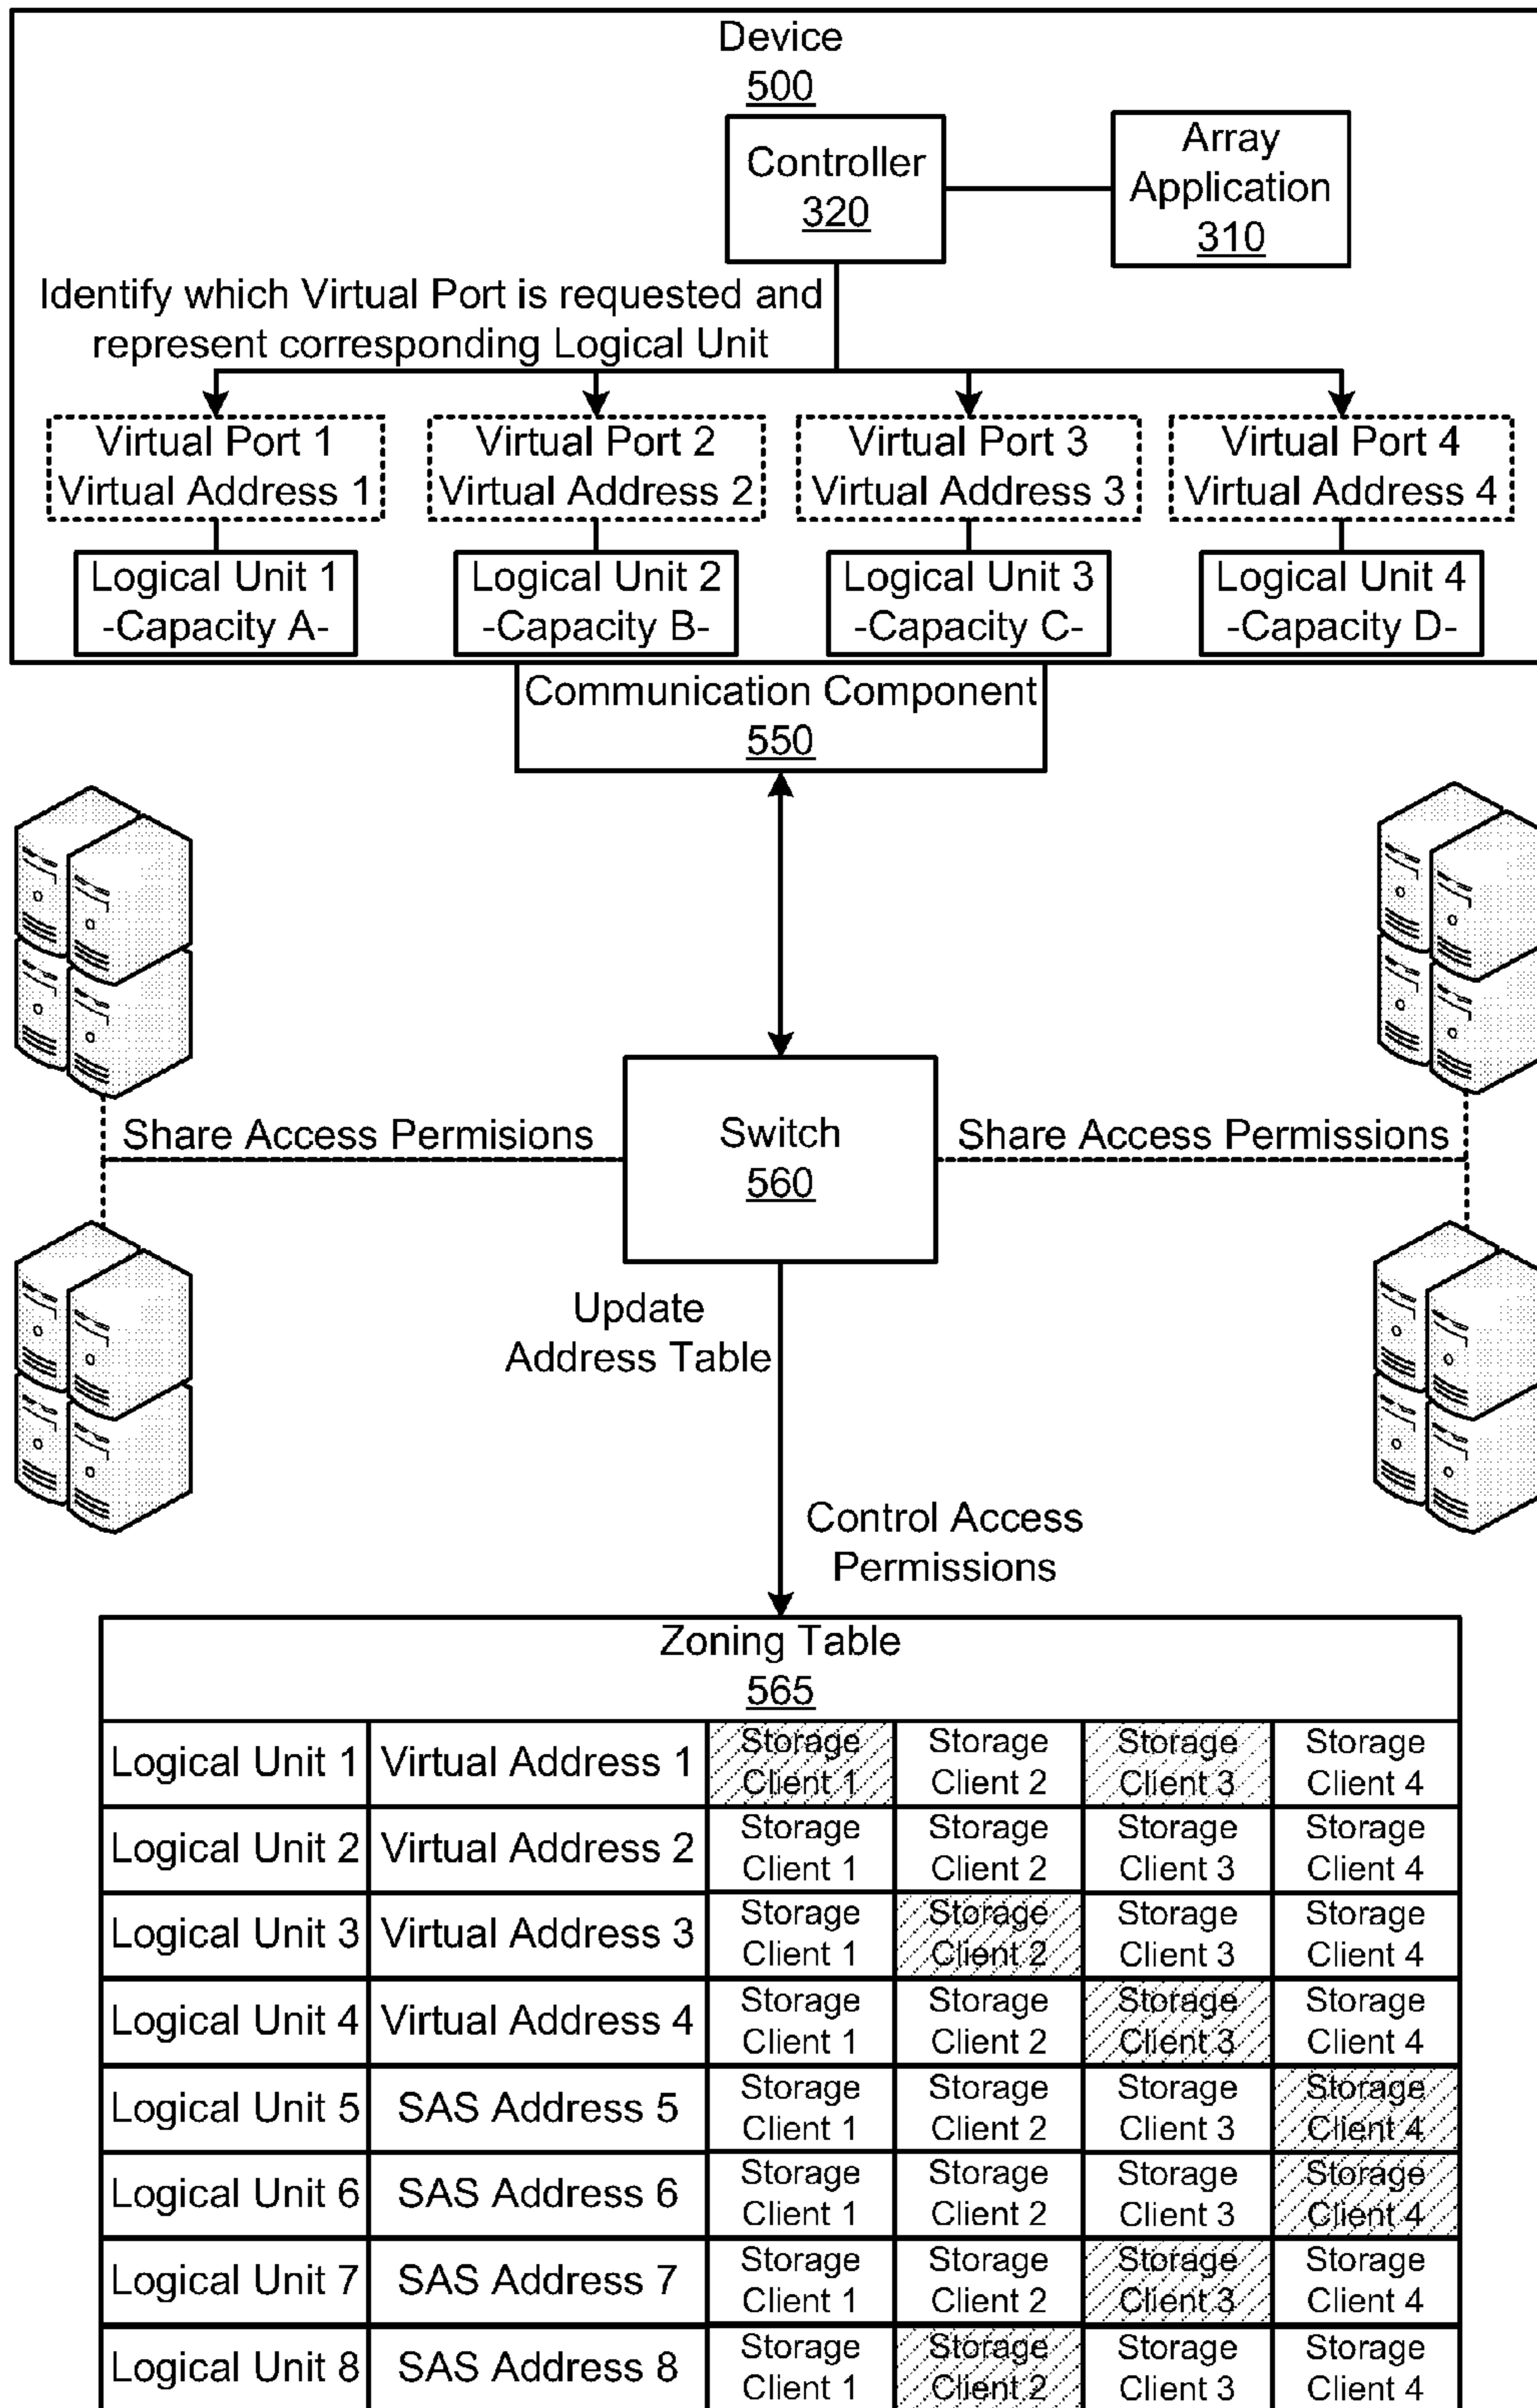 Device
500
Controller
320
Array
Application
310
Identify which Virtual Port is requested and
represent corresponding Logical Unit
Virtual Port 1
Virtual Address 1
Virtual Port 2
Virtual Address 2
Virtual Port 3
Virtual Address 3
Virtual Port 4
Virtual Address 4
Logical Unit 1
-Capacity A-
Logical Unit 2
-Capacity B-
Logical Unit 3
-Capacity C-
Logical Unit 4
-Capacity D-
Communication Component
550
Share Access Permisions
Switch
560
Share Access Permissions
Update
Address Table
Control Access
Permissions
Zoning Table
565
Logical Unit 1
Virtual Address 1
Storage
Client 1
Storage
Client 2
Storage
Client 3
Storage
Client 4
Logical Unit 2
Virtual Address 2
Storage
Client 1
Storage
Client 2
Storage
Client 3
Storage
Client 4
Logical Unit 3
Virtual Address 3
Storage
Client 1
Storage
Client 2
Storage
Client 3
Storage
Client 4
Logical Unit 4
Virtual Address 4
Storage
Client 1
Storage
Client 2
Storage
Client 3
Storage
Client 4
Logical Unit 5
SAS Address 5
Storage
Client 1
Storage
Client 2
Storage
Client 3
Storage
Client 4
Logical Unit 6
SAS Address 6
Storage
Client 1
Storage
Client 2
Storage
Client 3
Storage
Client 4
Logical Unit 7
SAS Address 7
Storage
Client 1
Storage
Client 2
Storage
Client 3
Storage
Client 4
Logical Unit 8
SAS Address 8
Storage
Client 1
Storage
Client 2
Storage
Client 3
Storage
Client 4